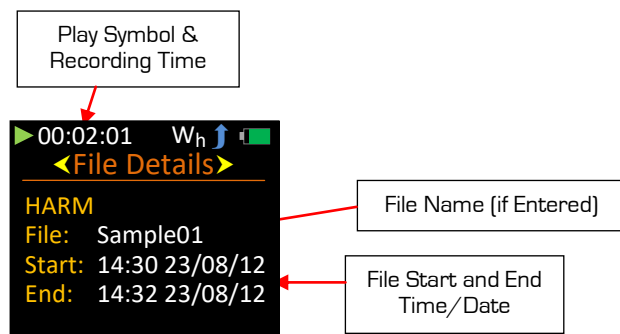 Play Symbol &
Recording Time
00:02:01 Wh
File Details
HARM
File: Sample01
Start: 14:30 23/08/12
End: 14:32 23/08/12
File Name (if Entered)
File Start and End
Time/Date